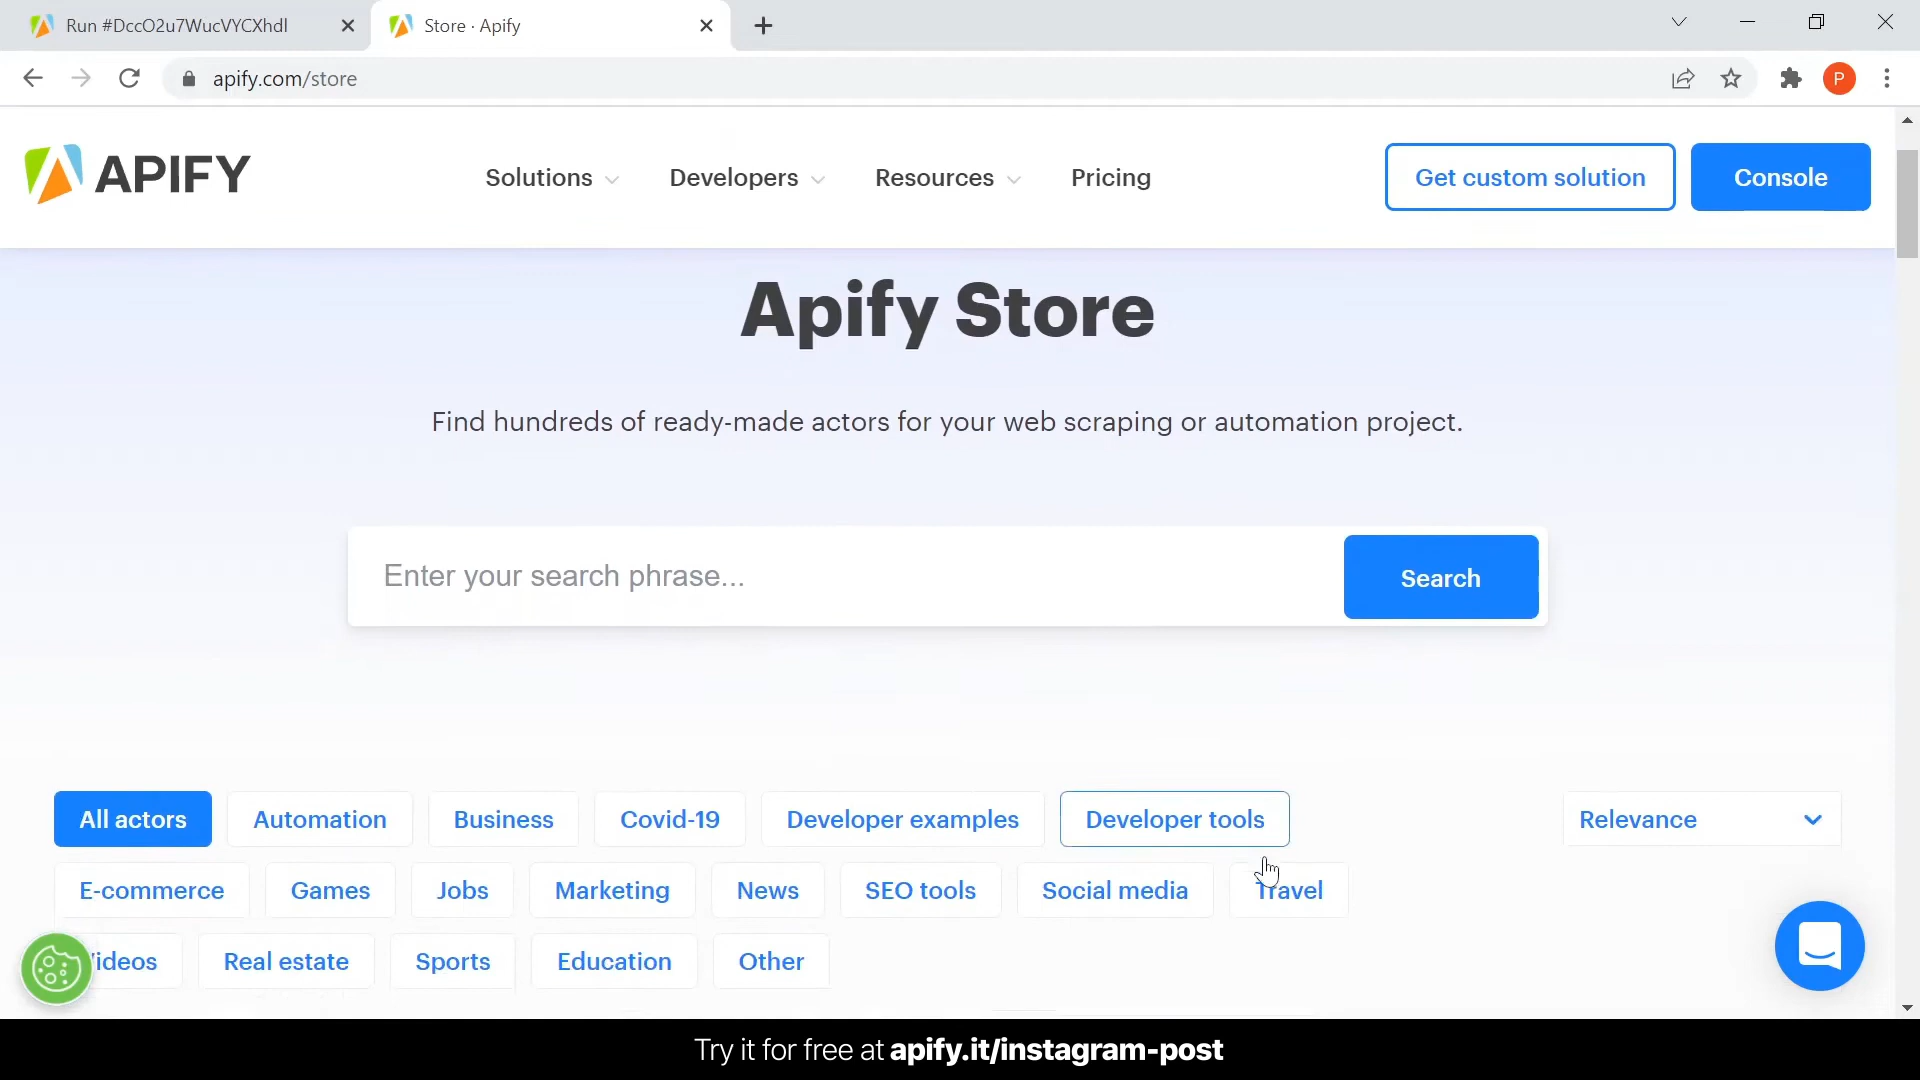 Run #DccO2u7WucVYCXhdl
Store · Apify
apify.com/store
P
APIFY
Solutions
Developers
Resources
Pricing
Get custom solution
Console
Apify Store
Find hundreds of ready-made actors for your web scraping or automation project.
Enter your search phrase...
Search
All actors
Automation
Business
Covid-19
Developer examples
Developer tools
Relevance
E-commerce
Games
Jobs
Marketing
News
SEO tools
Social media
Travel
ideos
Real estate
Sports
Education
Other
Try it for free at apify.it/instagram-post